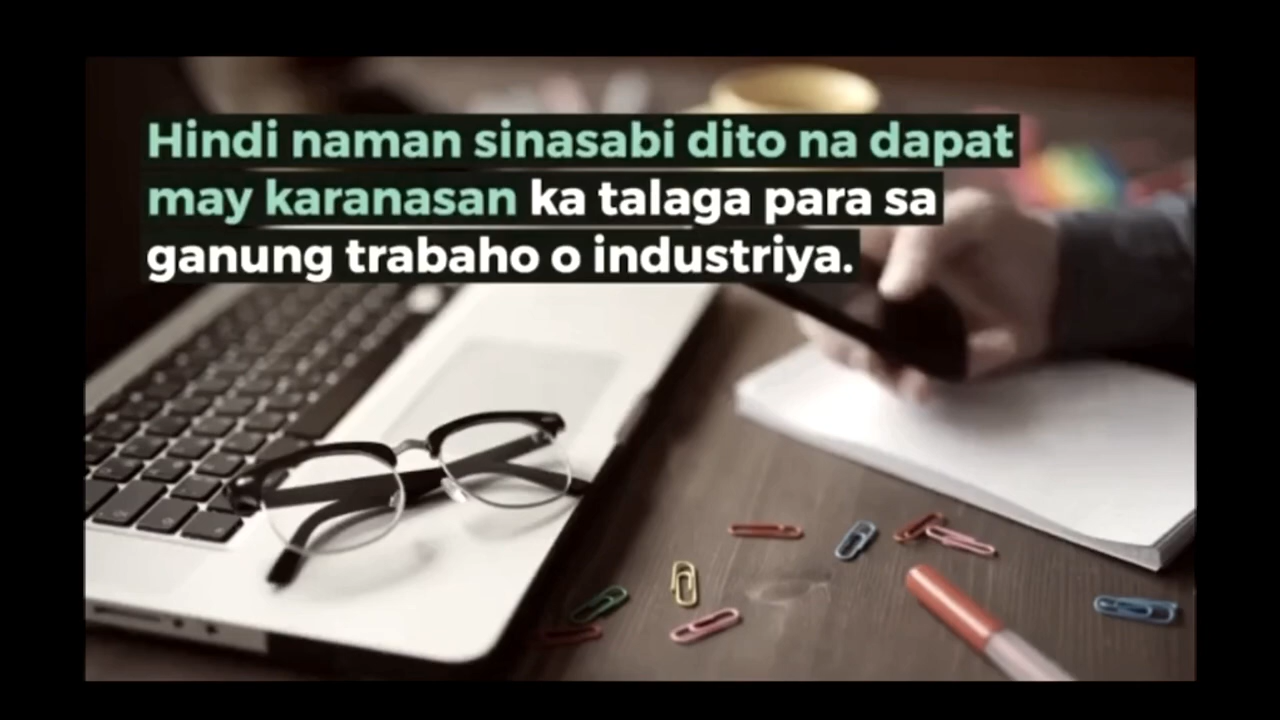 Hindi naman sinasabi dito na dapat
may karanasan ka talaga para sa
ganung trabaho o industriya.